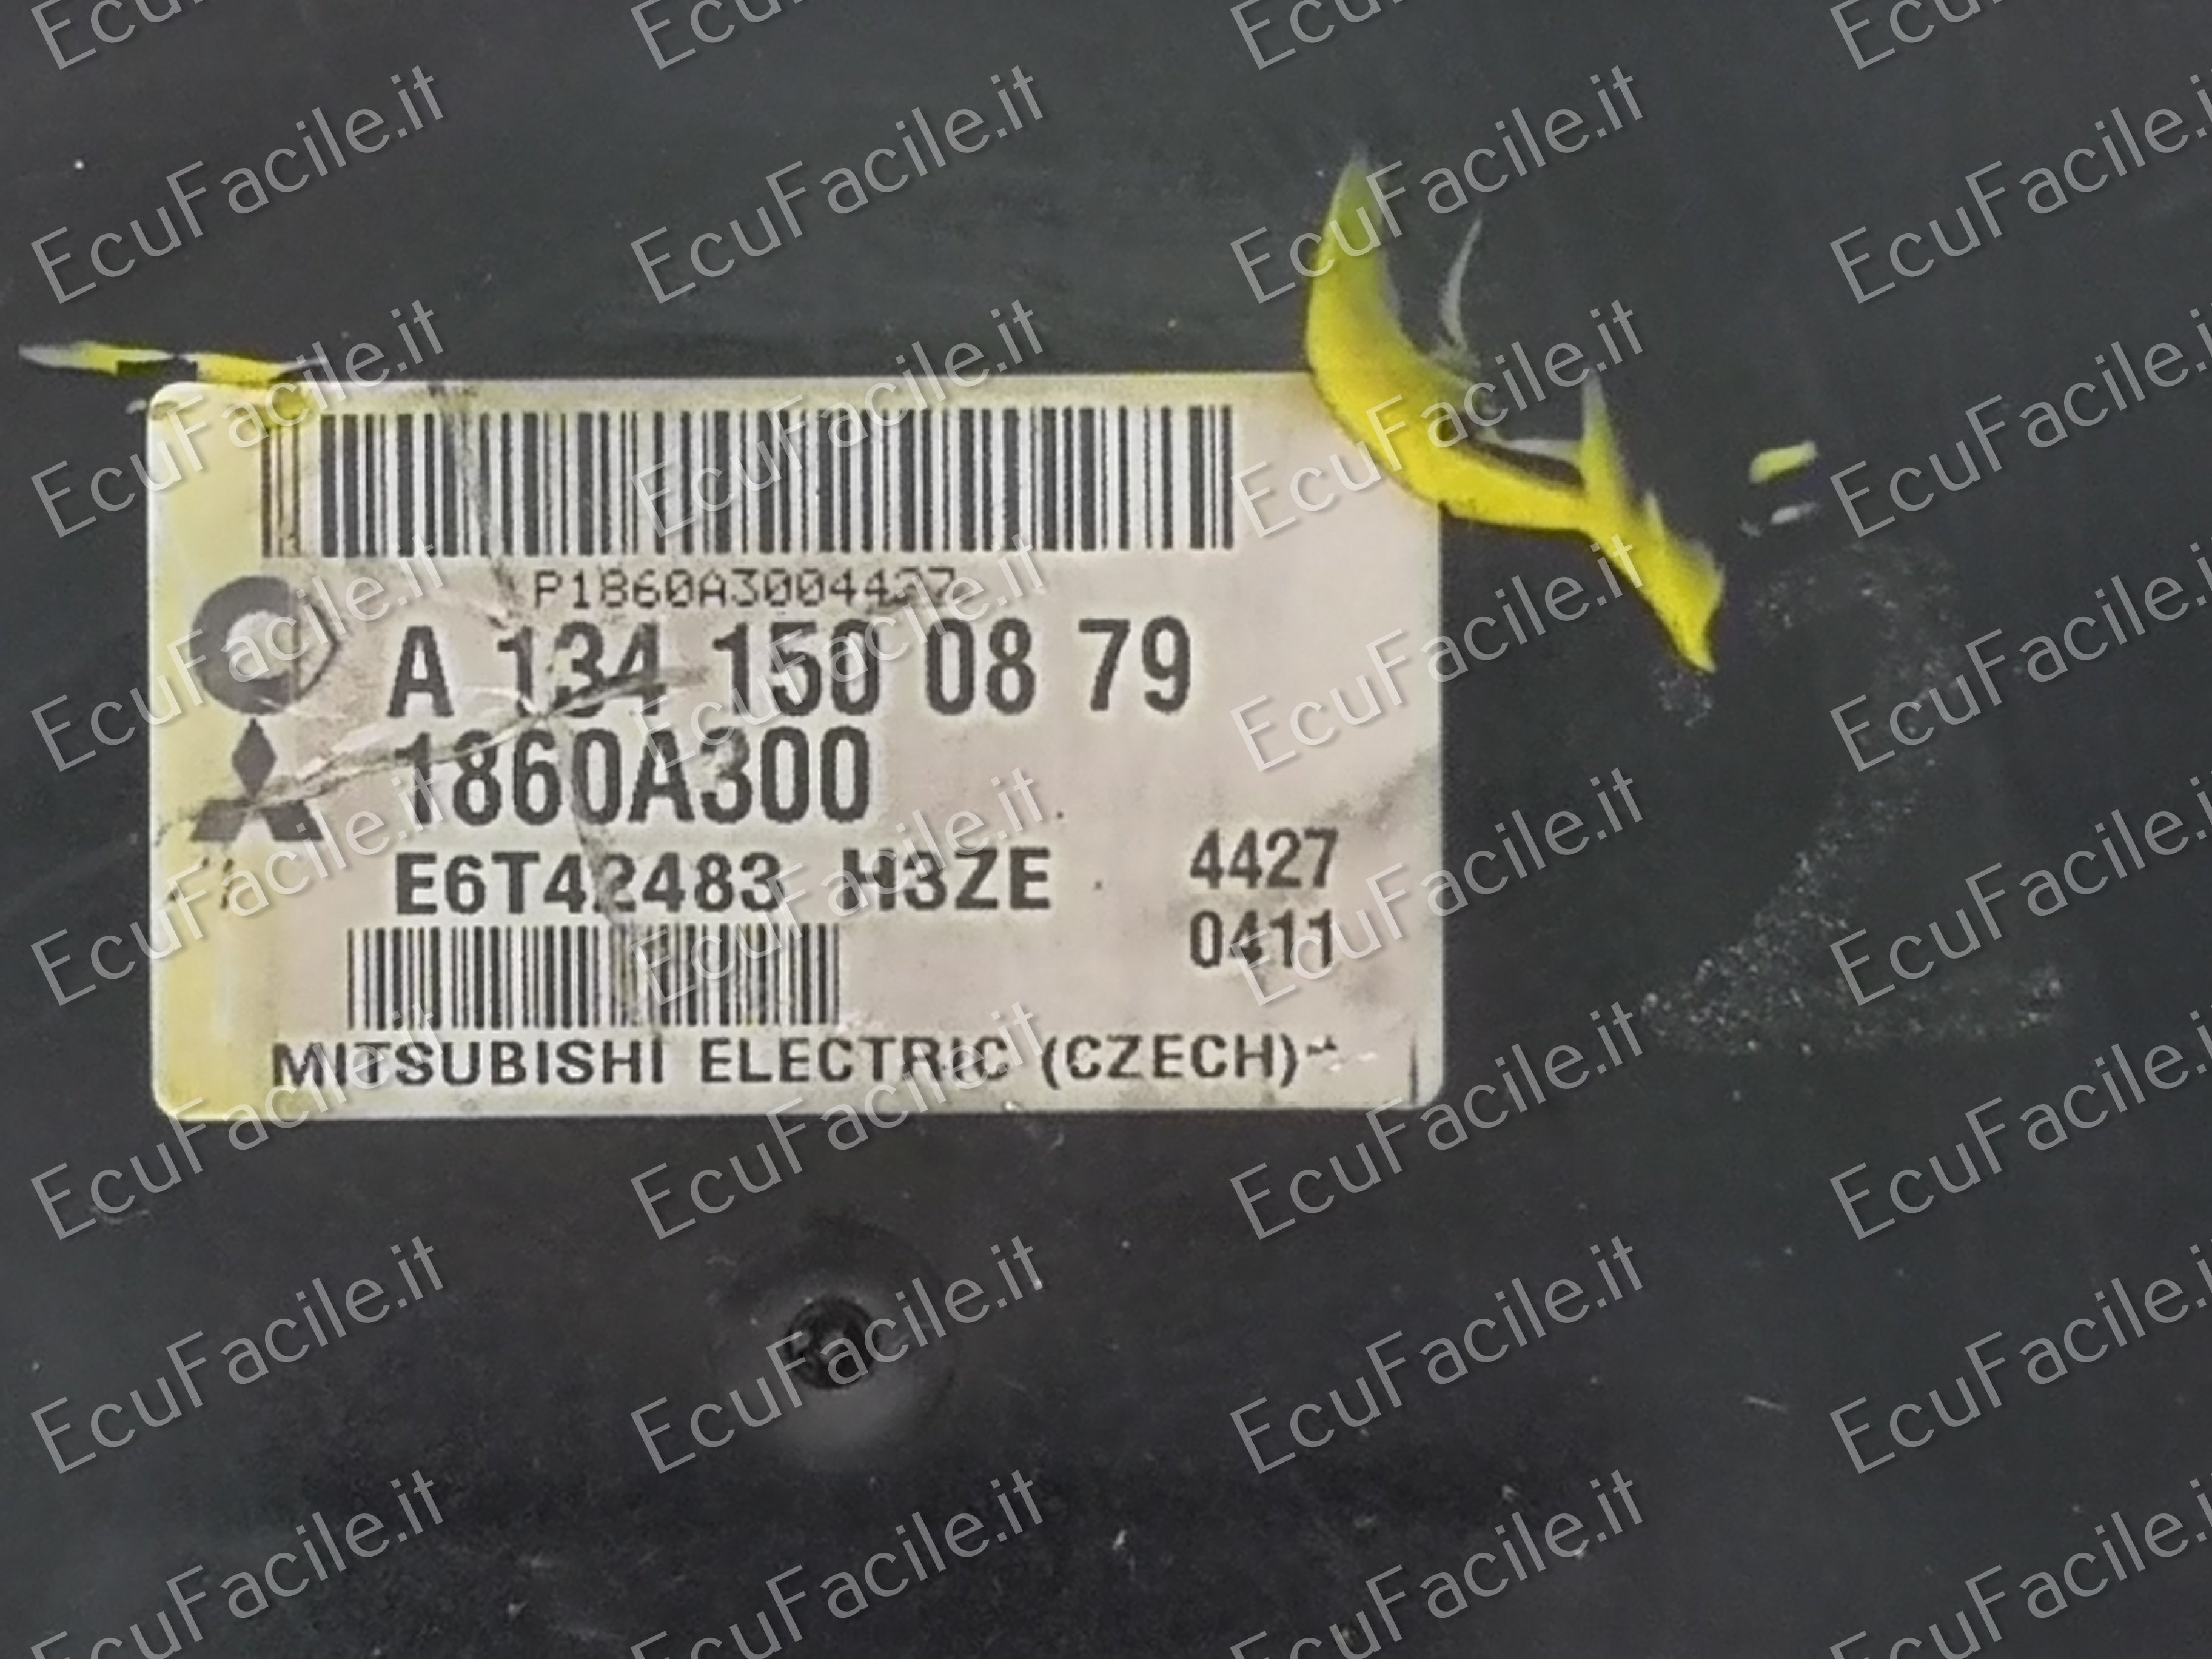 P1860A3004427
A 134 150 08 79
1860A300
E6T42483 H3ZE 4427
0411
MITSUBISHI ELECTRIC (CZECH)
EcuFacile.it